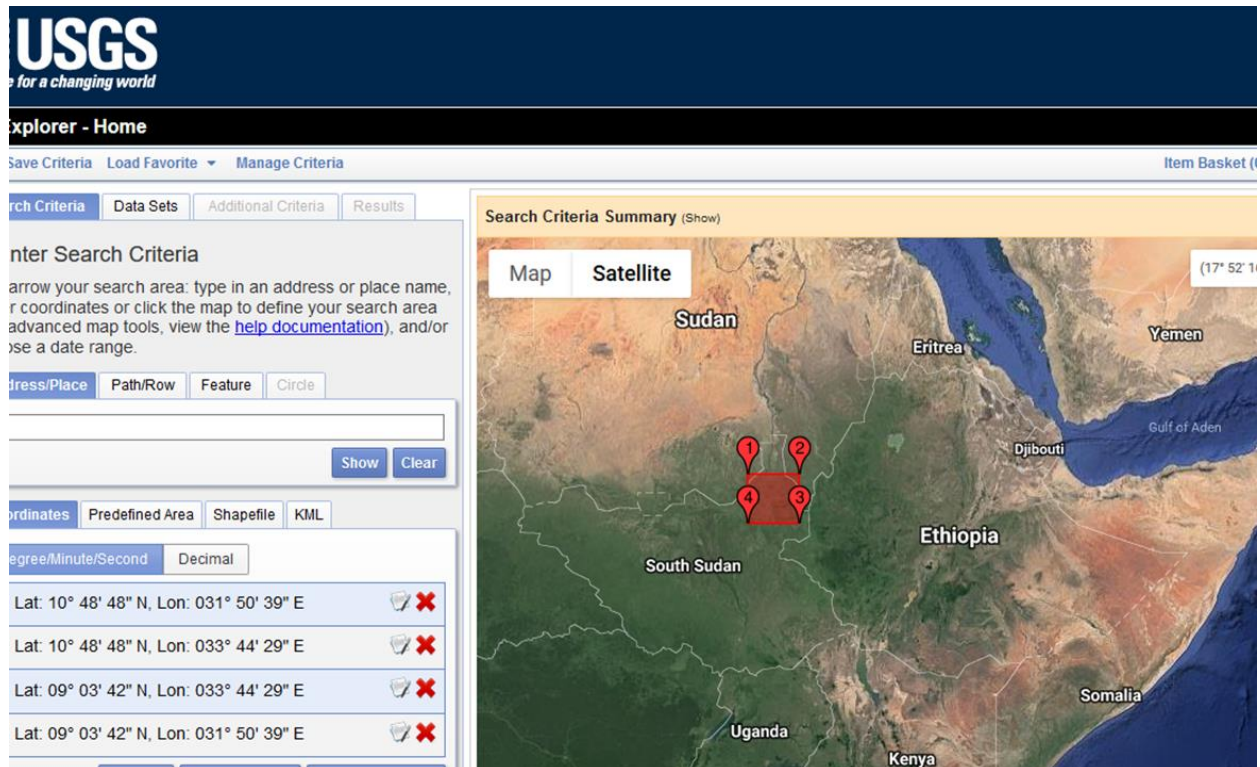 USGS
for a changing world
Explorer - Home
Save Criteria Load Favorite Manage Criteria
Item Basket (
rch Criteria Data Sets Additional Criteria Results
nter Search Criteria
arrow your search area: type in an address or place name,
r coordinates or click the map to define your search area
advanced map tools, view the help documentation), and/or
ose a date range.
dress/Place Path/Row Feature Circle
Show Clear
ordinates Predefined Area Shapefile KML
egree/Minute/Second Decimal
Lat: 10° 48' 48" N, Lon: 031° 50' 39" E
Lat: 10° 48' 48" N, Lon: 033° 44' 29" E
Lat: 09° 03' 42" N, Lon: 033° 44' 29" E
Lat: 09° 03' 42" N, Lon: 031° 50' 39" E
Search Criteria Summary (Show)
Map Satellite
(17° 52' 1
Sudan
Yemen
Eritrea
Gulf of Aden
Djibouti
1 2
4 3
Ethiopia
South Sudan
Somalia
Uganda
Kenya